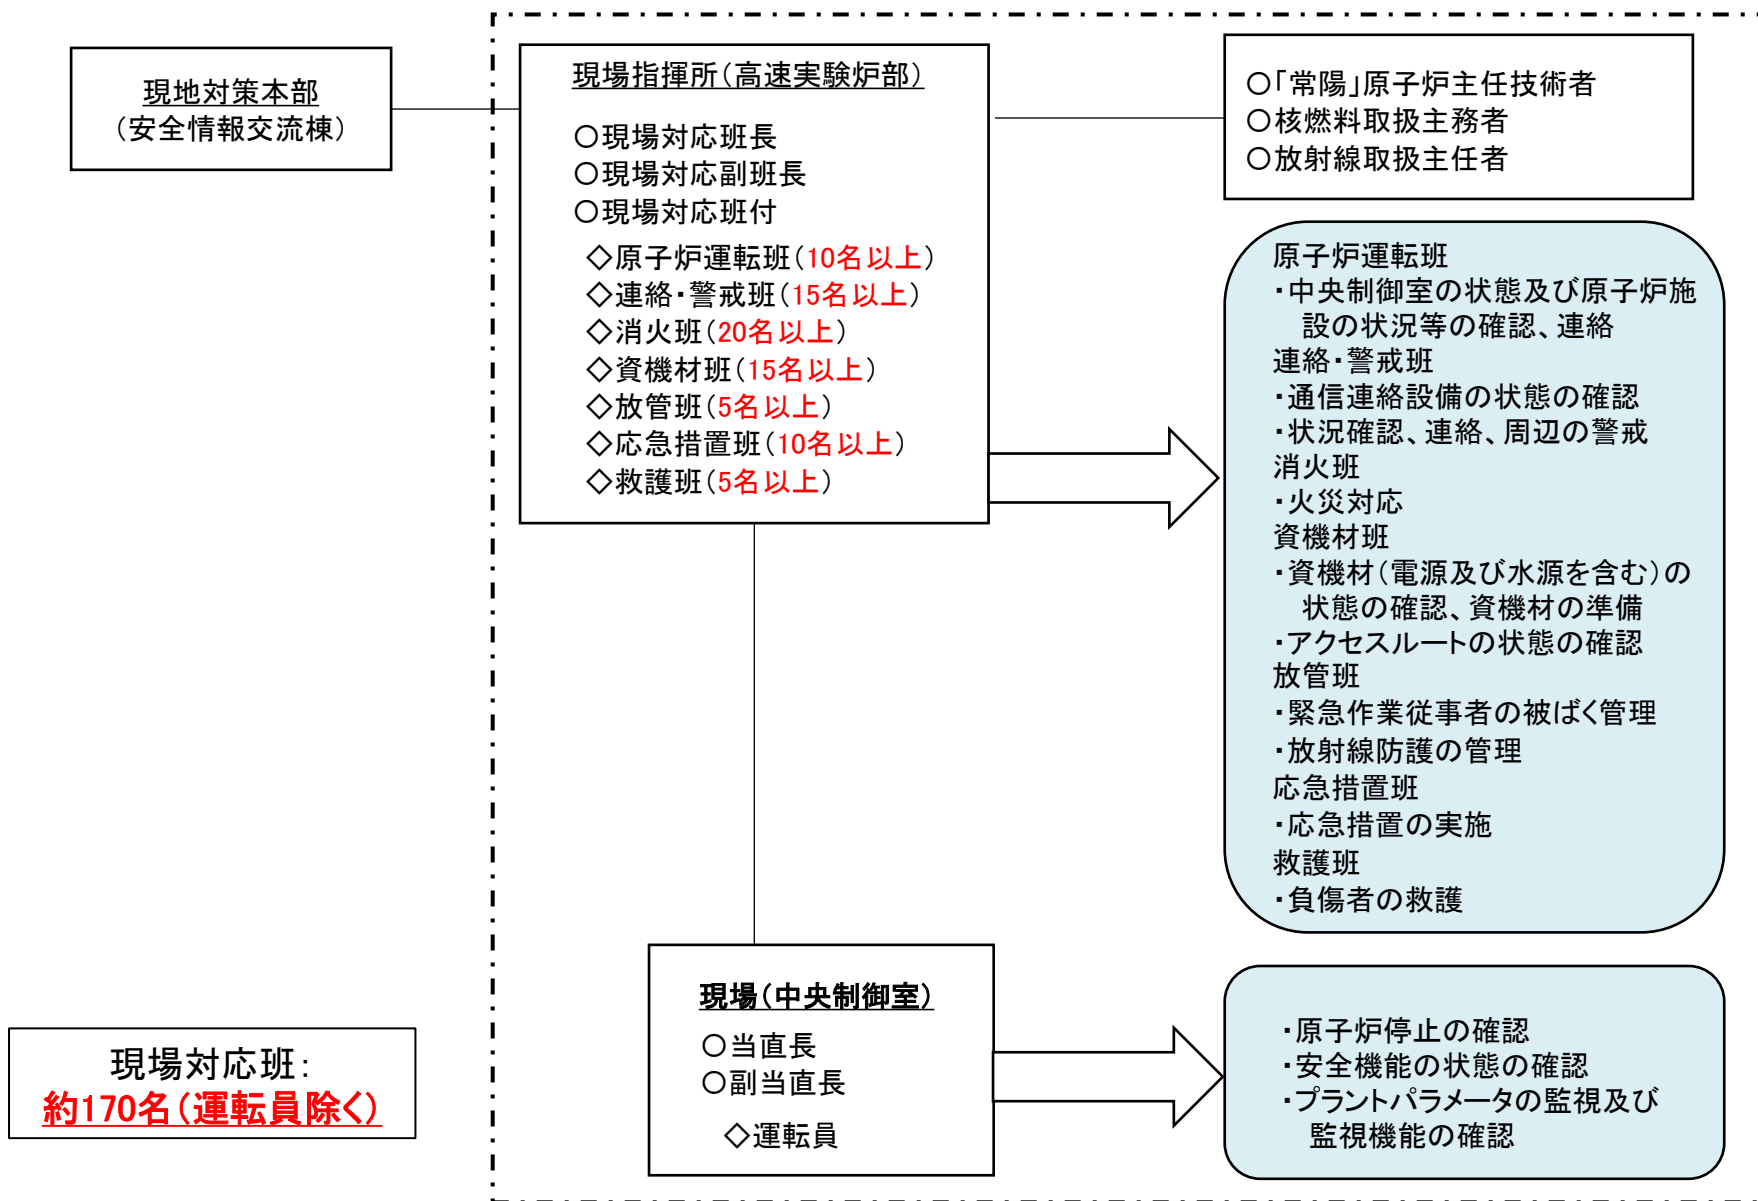 現地対策本部
（安全情報交流棟）
現場指揮所（高速実験炉部）
○現場対応班長
○現場対応副班長
○現場対応班付
◇原子炉運転班（10名以上）
◇連絡・警戒班（15名以上）
◇消火班（20名以上）
◇資機材班（15名以上）
◇放管班（5名以上）
◇応急措置班（10名以上）
◇救護班（5名以上）
○「常陽」原子炉主任技術者
○核燃料取扱主務者
○放射線取扱主任者
原子炉運転班
・中央制御室の状態及び原子炉施
設の状況等の確認、連絡
連絡・警戒班
・通信連絡設備の状態の確認
・状況確認、連絡、周辺の警戒
消火班
・火災対応
資機材班
・資機材（電源及び水源を含む）の
状態の確認、資機材の準備
・アクセスルートの状態の確認
放管班
・緊急作業従事者の被ばく管理
・放射線防護の管理
応急措置班
・応急措置の実施
救護班
・負傷者の救護
現場（中央制御室）
○当直長
○副当直長
◇運転員
・原子炉停止の確認
・安全機能の状態の確認
・プラントパラメータの監視及び
監視機能の確認
現場対応班：
約170名（運転員除く）